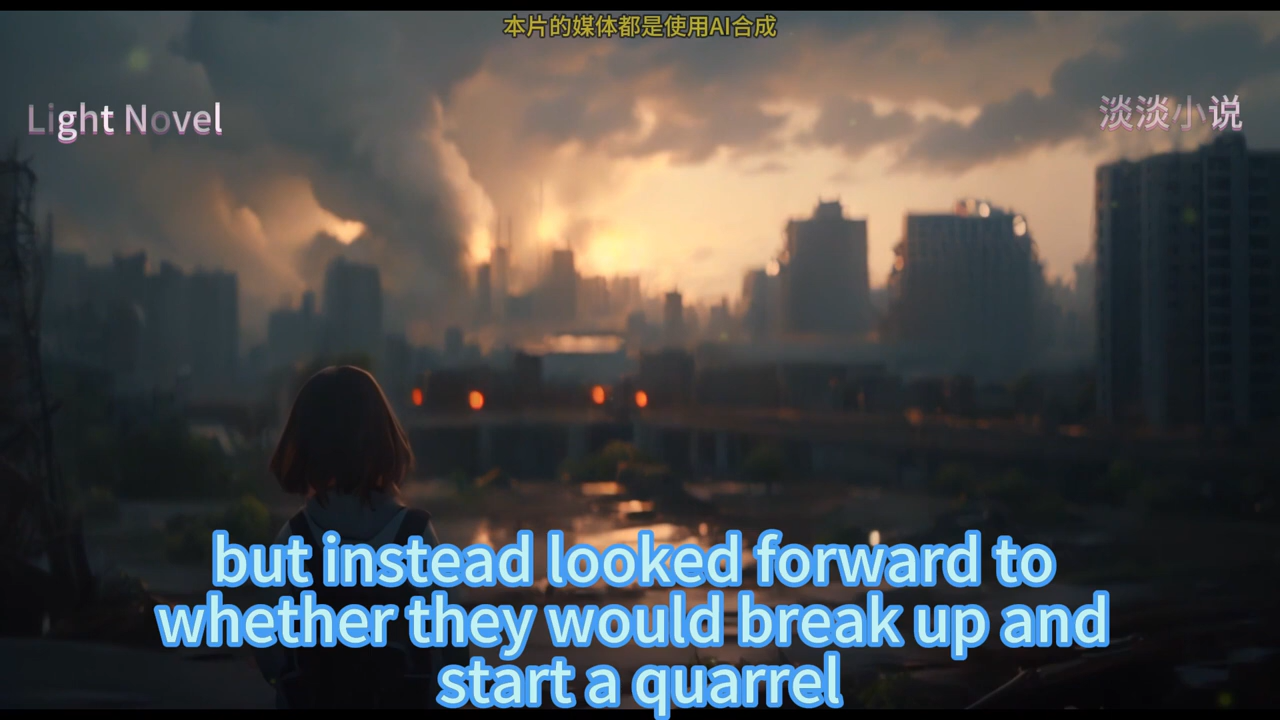 本片的媒体都是使用AI合成
Light Novel
淡淡小说
but instead looked forward to
whether they would break up and
start a quarrel